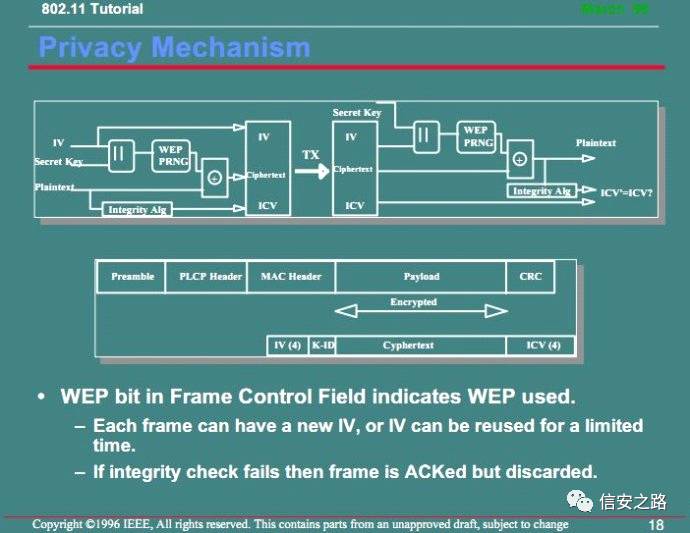 802.11 Tutorial
March 96
Privacy Mechanism
IV
Secret Key
Plaintext
||
WEP
PRNG
+
Integrity Alg
IV
Ciphertext
ICV
TX
Secret Key
IV
Ciphertext
ICV
||
WEP
PRNG
+
Integrity Alg
Plaintext
ICV'=ICV?
Preamble PLCP Header MAC Header Payload CRC
Encrypted
IV (4) K-ID Cyphertext ICV (4)
• WEP bit in Frame Control Field indicates WEP used.
– Each frame can have a new IV, or IV can be reused for a limited
time.
– If integrity check fails then frame is ACKed but discarded.
信安之路
Copyright ©1996 IEEE, All rights reserved. This contains parts from an unapproved draft, subject to change
18